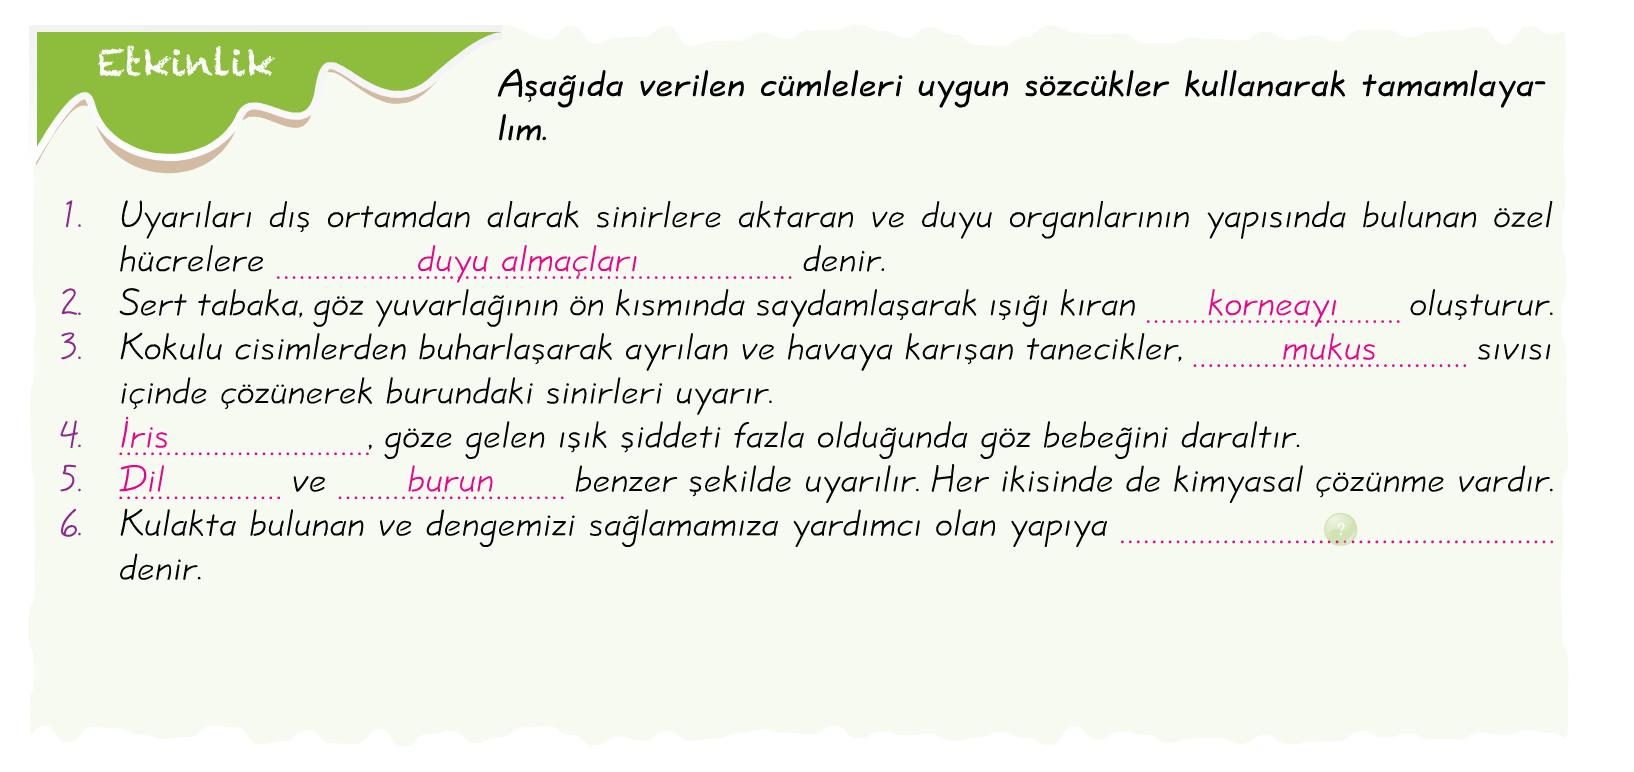 Etkinlik
Aşağıda verilen cümleleri uygun sözcükler kullanarak tamamlaya-
lım.
1. Uyarıları dış ortamdan alarak sinirlere aktaran ve duyu organlarının yapısında bulunan özel
hücrelere ........ duyu almaçları ........ denir.
2. Sert tabaka, göz yuvarlağının ön kısmında saydamlaşarak ışığı kıran ........ korneayı ........ oluşturur.
3. Kokulu cisimlerden buharlaşarak ayrılan ve havaya karışan tanecikler, ........ mukus ........ sıvısı
içinde çözünerek burundaki sinirleri uyarır.
4. İris ........, göze gelen ışık şiddeti fazla olduğunda göz bebeğini daraltır.
5. Dil ........ ve ........ burun ........ benzer şekilde uyarılır. Her ikisinde de kimyasal çözünme vardır.
6. Kulakta bulunan ve dengemizi sağlamamıza yardımcı olan yapıya ........ ? ........
denir.